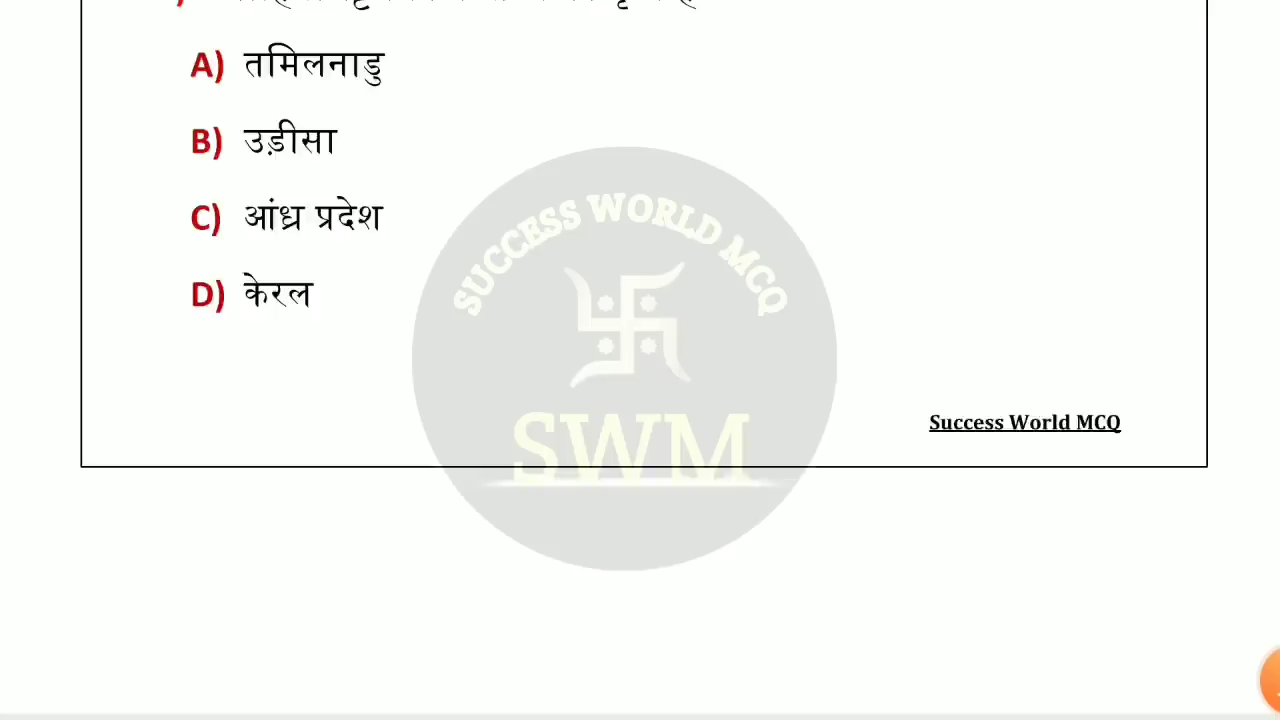 A) तमिलनाडु
B) उड़ीसा
C) आंध्र प्रदेश
D) केरल
SUCCESS WORLD MCQ
SWM
Success World MCQ